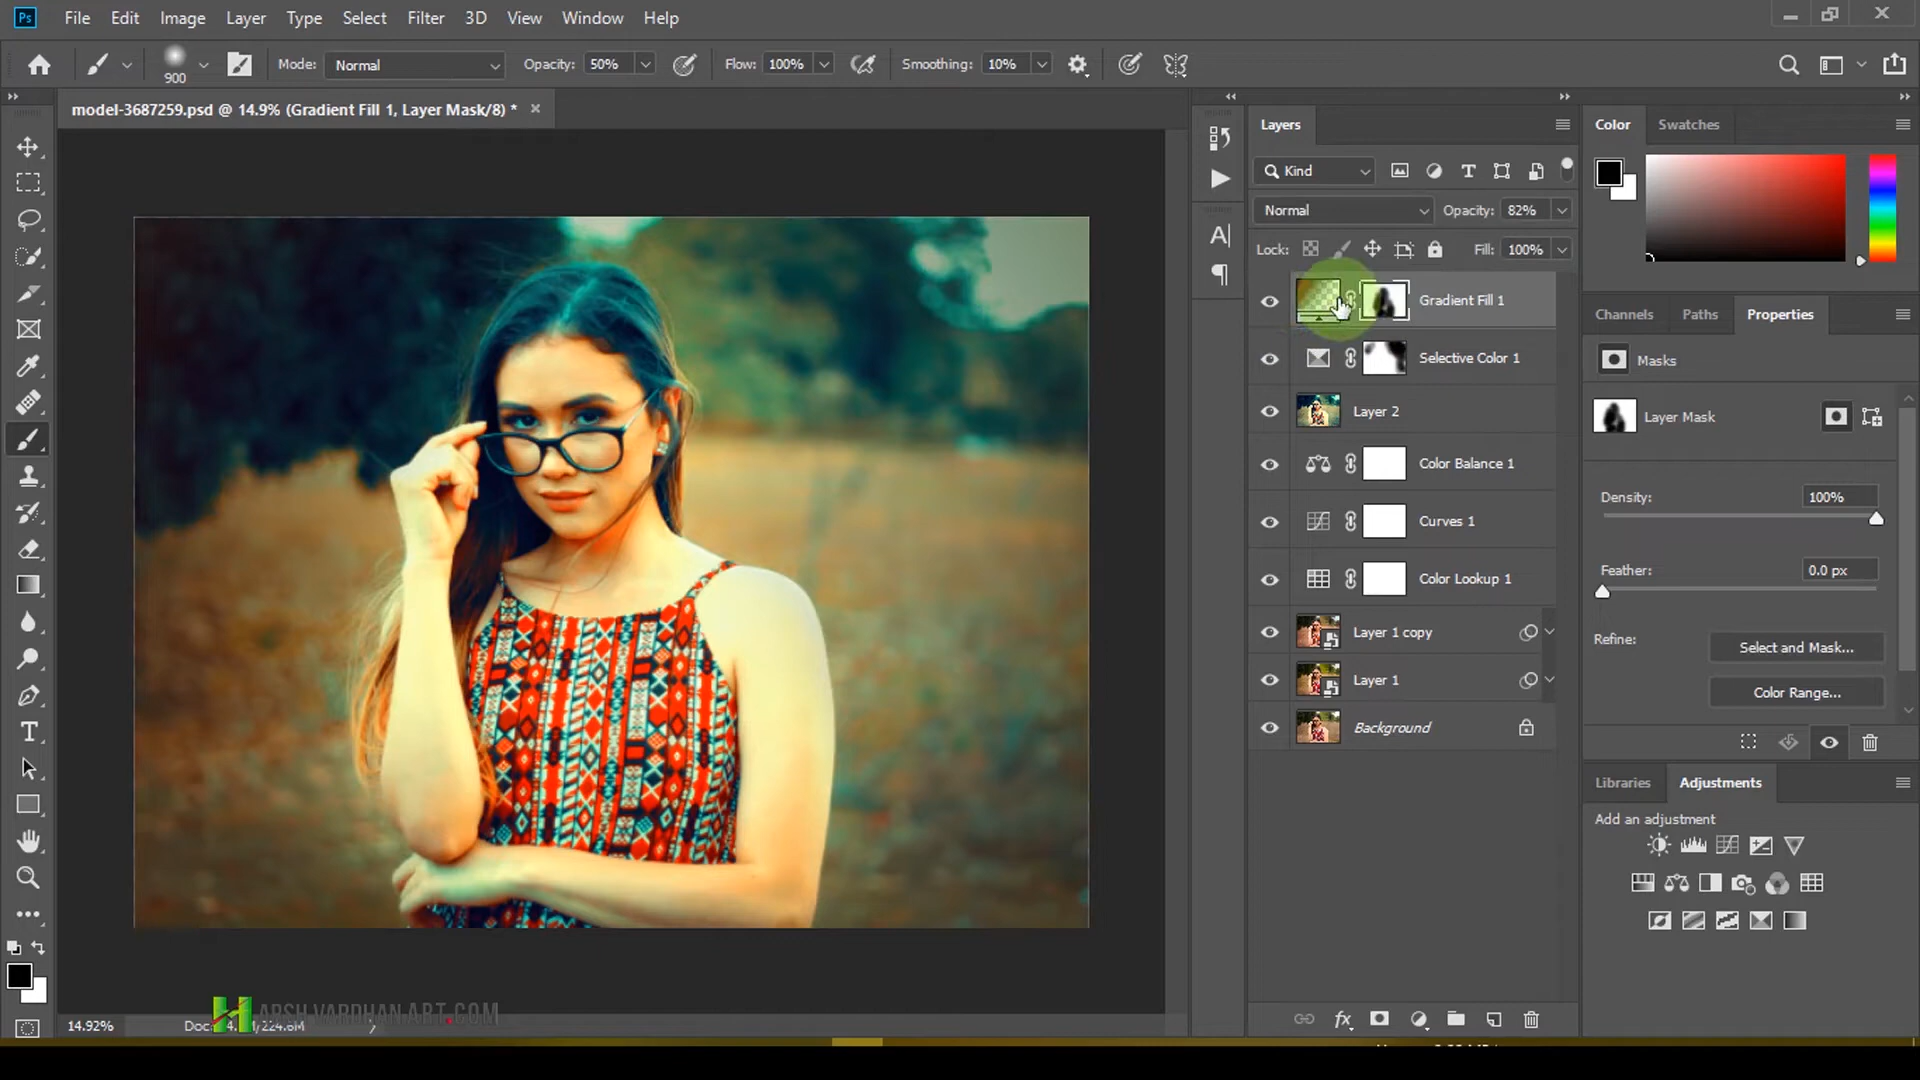 Ps File Edit Image Layer Type Select Filter 3D View Window Help
900 Mode: Normal Opacity: 50% Flow: 100% Smoothing: 10%
model-3687259.psd @ 14.9% (Gradient Fill 1, Layer Mask/8) *
Layers
Kind
Normal Opacity: 82%
Lock: Fill: 100%
Gradient Fill 1
Selective Color 1
Layer 2
Color Balance 1
Curves 1
Color Lookup 1
Layer 1 copy
Layer 1
Background
Color Swatches
Channels Paths Properties
Masks
Layer Mask
Density: 100%
Feather: 0.0 px
Refine: Select and Mask...
Color Range...
Libraries Adjustments
Add an adjustment
HARSH VARDHAN ART.COM
14.92%